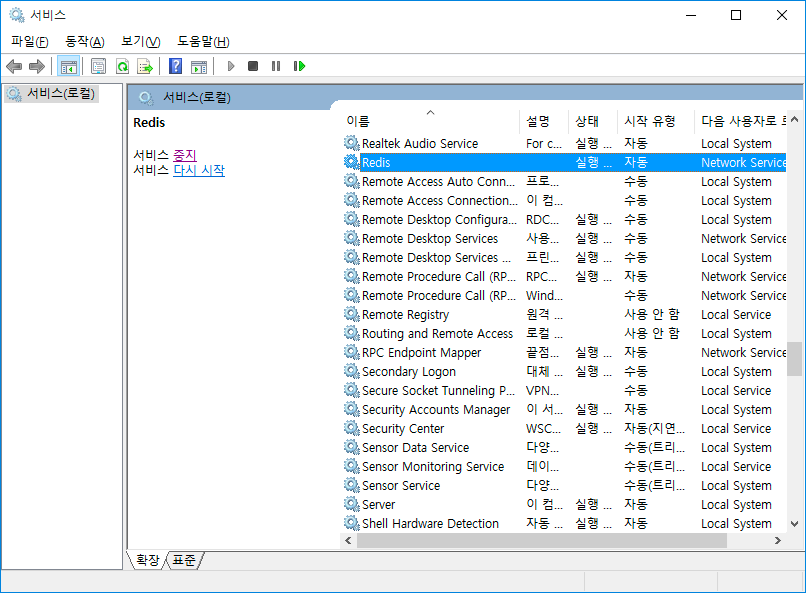 서비스
파일(F) 동작(A) 보기(V) 도움말(H)
서비스(로컬)
서비스(로컬)
Redis
서비스 중지
서비스 다시 시작
이름 설명 상태 시작 유형 다음 사용자로
Realtek Audio Service For c... 실행 ... 자동 Local System
Redis 실행 ... 자동 Network Service
Remote Access Auto Conn... 프로... 수동 Local System
Remote Access Connection... 이 컴... 수동 Local System
Remote Desktop Configura... RDC... 실행 ... 수동 Local System
Remote Desktop Services 사용... 실행 ... 수동 Network Service
Remote Desktop Services ... 프린... 실행 ... 수동 Local System
Remote Procedure Call (RP... RPC... 실행 ... 자동 Network Service
Remote Procedure Call (RP... Wind... 수동 Network Service
Remote Registry 원격 ... 사용 안 함 Local Service
Routing and Remote Access 로컬 ... 사용 안 함 Local System
RPC Endpoint Mapper 끝점... 실행 ... 자동 Network Service
Secondary Logon 대체 ... 실행 ... 수동 Local System
Secure Socket Tunneling P... VPN... 수동 Local Service
Security Accounts Manager 이 서... 실행 ... 자동 Local System
Security Center WSC... 실행 ... 자동(지연... Local Service
Sensor Data Service 다양... 수동(트리... Local System
Sensor Monitoring Service 데이... 수동(트리... Local Service
Sensor Service 다양... 수동(트리... Local System
Server 이 컴... 실행 ... 자동 Local System
Shell Hardware Detection 자동 ... 실행 ... 자동 Local System
확장 표준